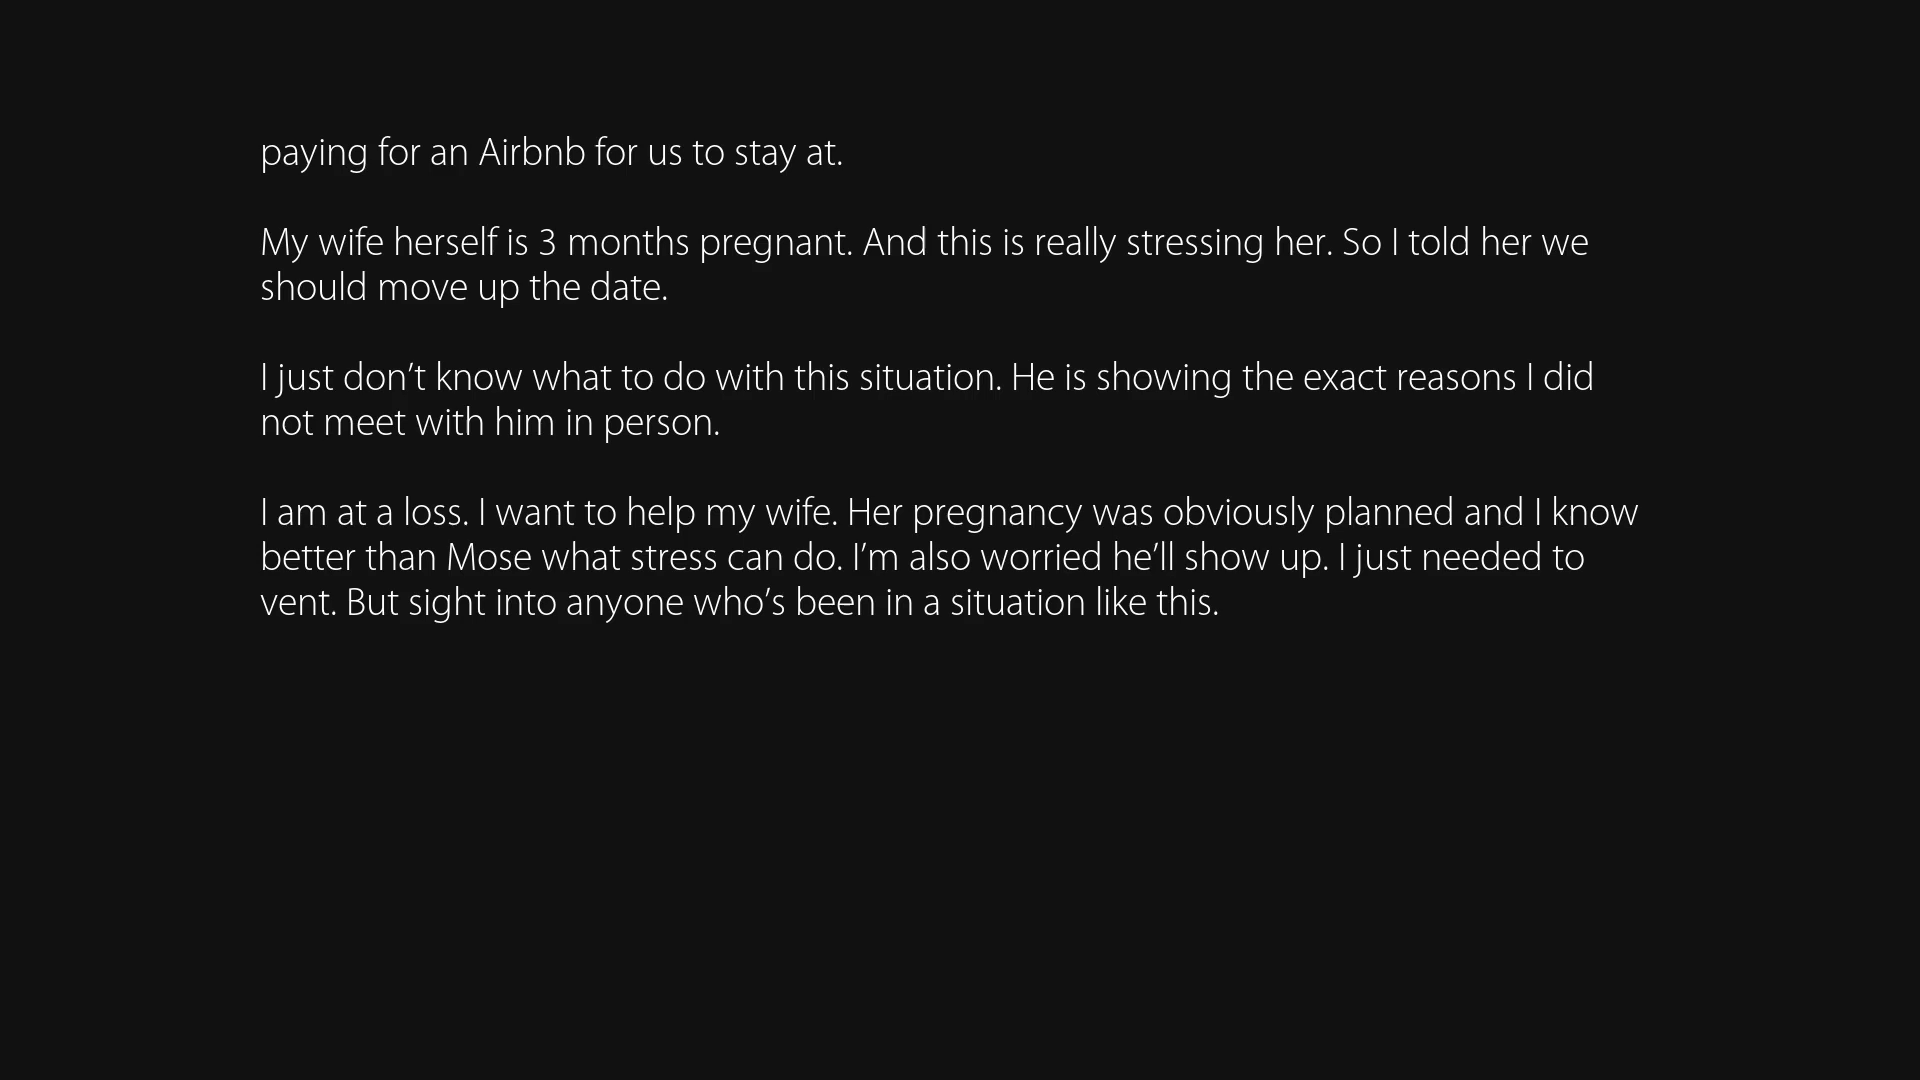 paying for an Airbnb for us to stay at.
My wife herself is 3 months pregnant. And this is really stressing her. So I told her we
should move up the date.
I just don’t know what to do with this situation. He is showing the exact reasons I did
not meet with him in person.
I am at a loss. I want to help my wife. Her pregnancy was obviously planned and I know
better than Mose what stress can do. I’m also worried he’ll show up. I just needed to
vent. But sight into anyone who’s been in a situation like this.